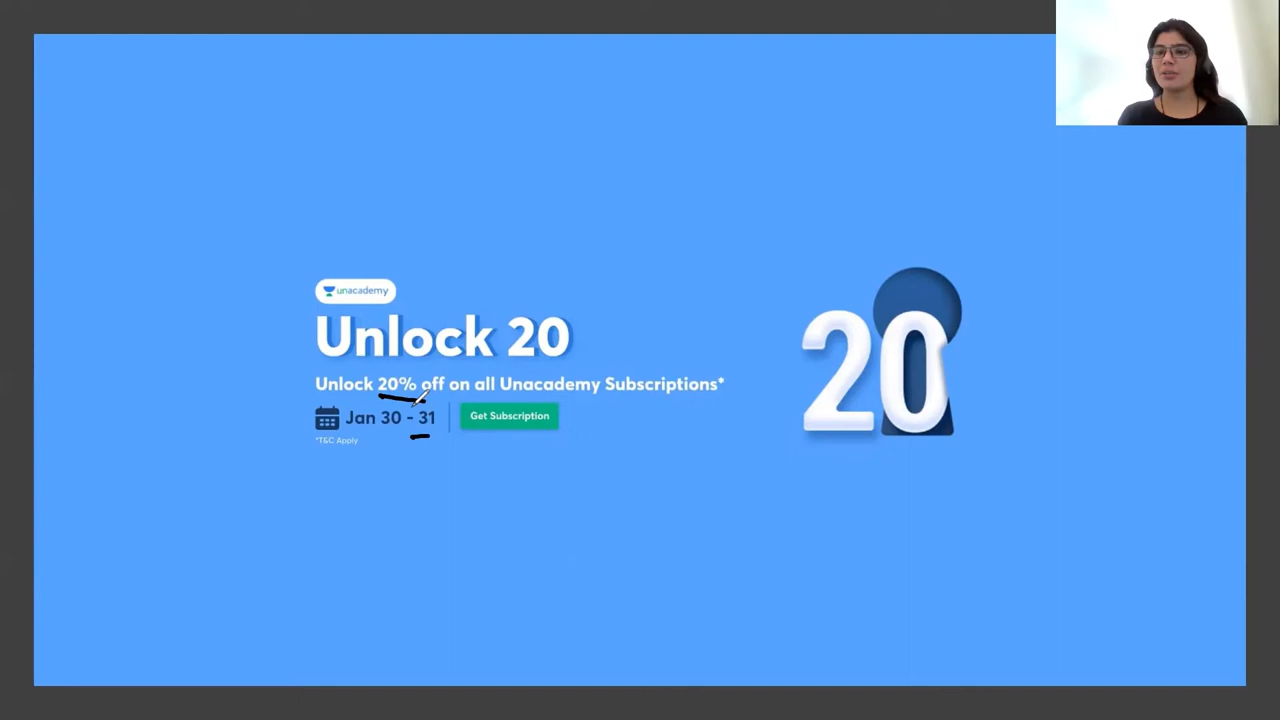 unacademy
Unlock 20
Unlock 20% off on all Unacademy Subscriptions*
Jan 30 - 31
Get Subscription
*T&C Apply
20